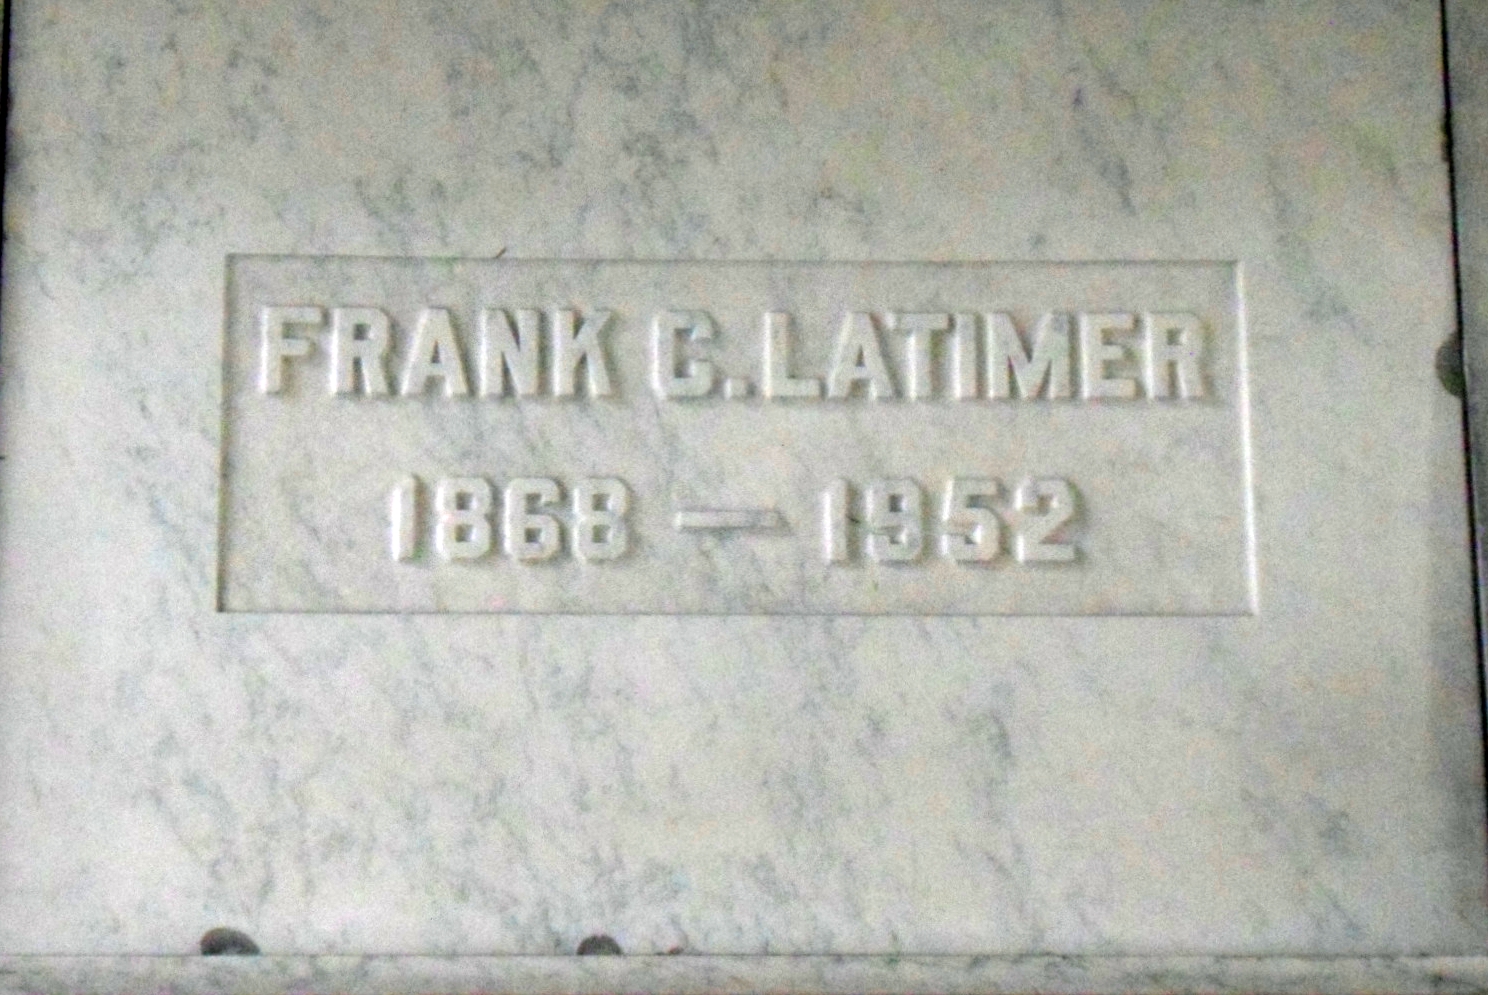 FRANK C. LATIMER
1868 — 1952